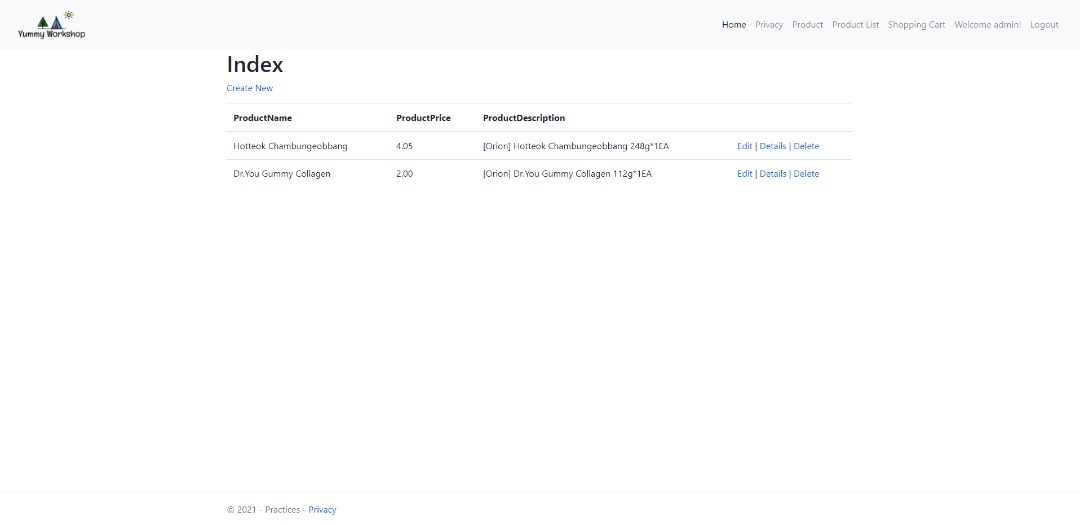 Yummy Workshop
Home Privacy Product Product List Shopping Cart Welcome admin! Logout
Index
Create New
ProductName ProductPrice ProductDescription
Hotteok Chambungeobbang 4.05 [Orion] Hotteok Chambungeobbang 248g*1EA Edit | Details | Delete
Dr.You Gummy Collagen 2.00 [Orion] Dr.You Gummy Collagen 112g*1EA Edit | Details | Delete
© 2021 - Practices - Privacy